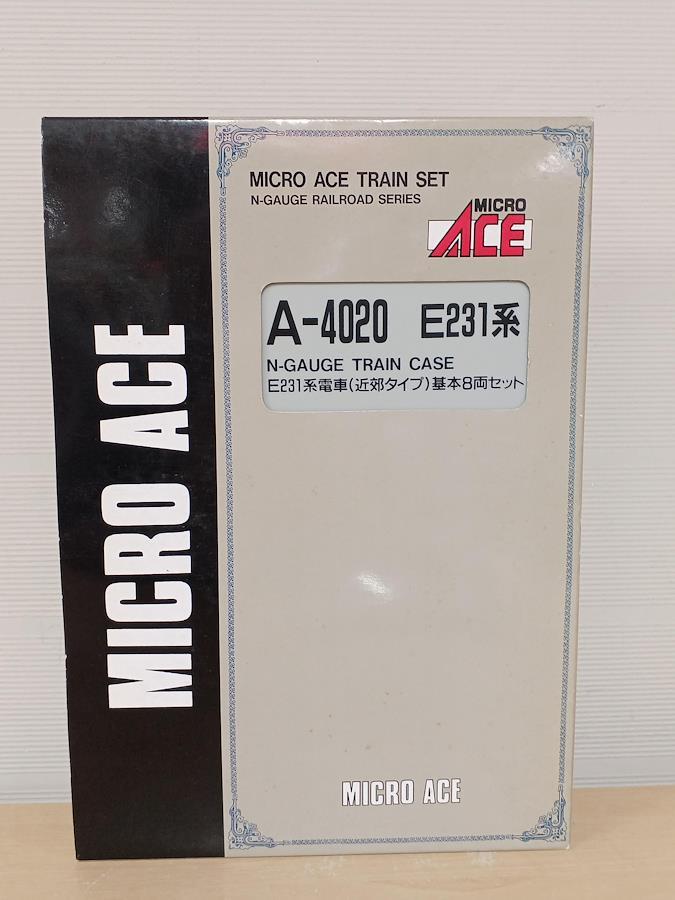 MICRO ACE
MICRO ACE TRAIN SET
N-GAUGE RAILROAD SERIES
MICRO
ACE
A-4020 E231系
N-GAUGE TRAIN CASE
E231系電車(近郊タイプ)基本8両セット
MICRO ACE